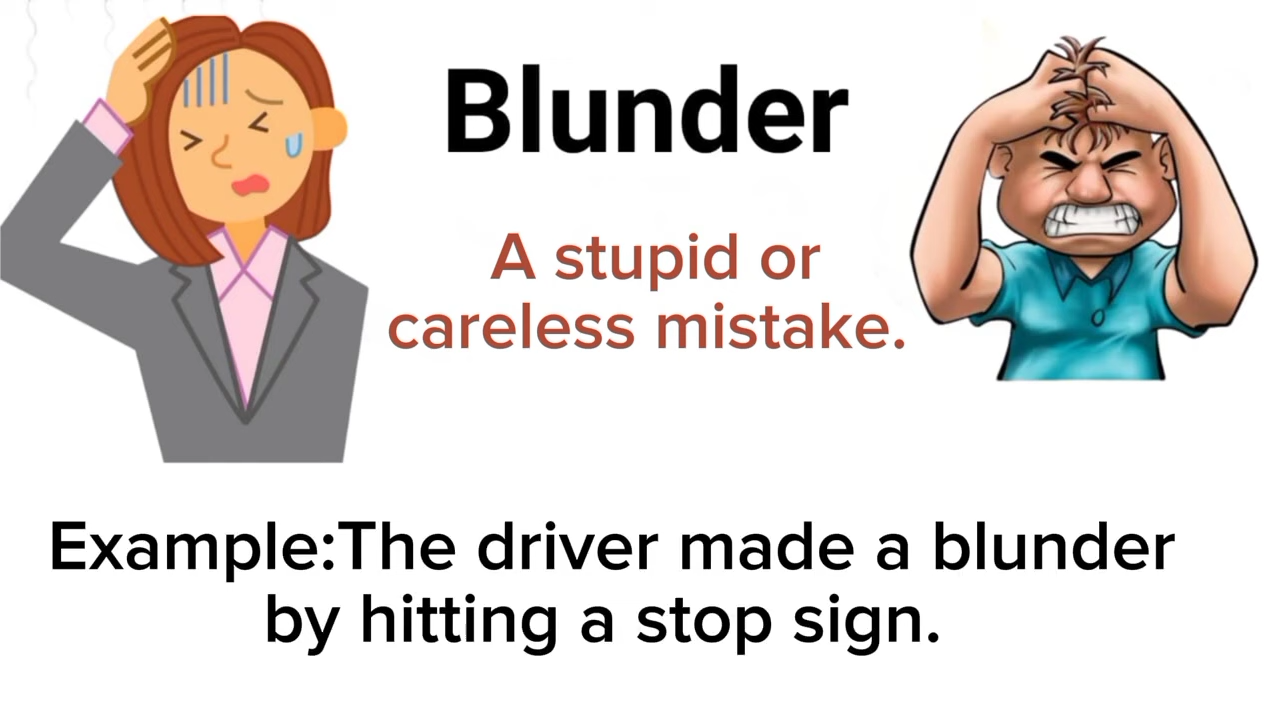 Blunder
A stupid or
careless mistake.
Example:The driver made a blunder
by hitting a stop sign.